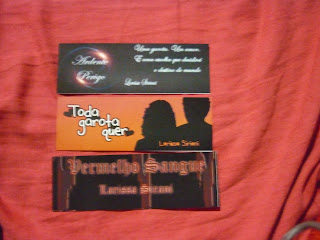 Ardente
Perigo
Uma garota. Um amor.
E uma escolha que decidirá
o destino do mundo
Larissa Siriani
Toda
garota
quer
Larissa Siriani
Vermelho Sangue
Larissa Siriani